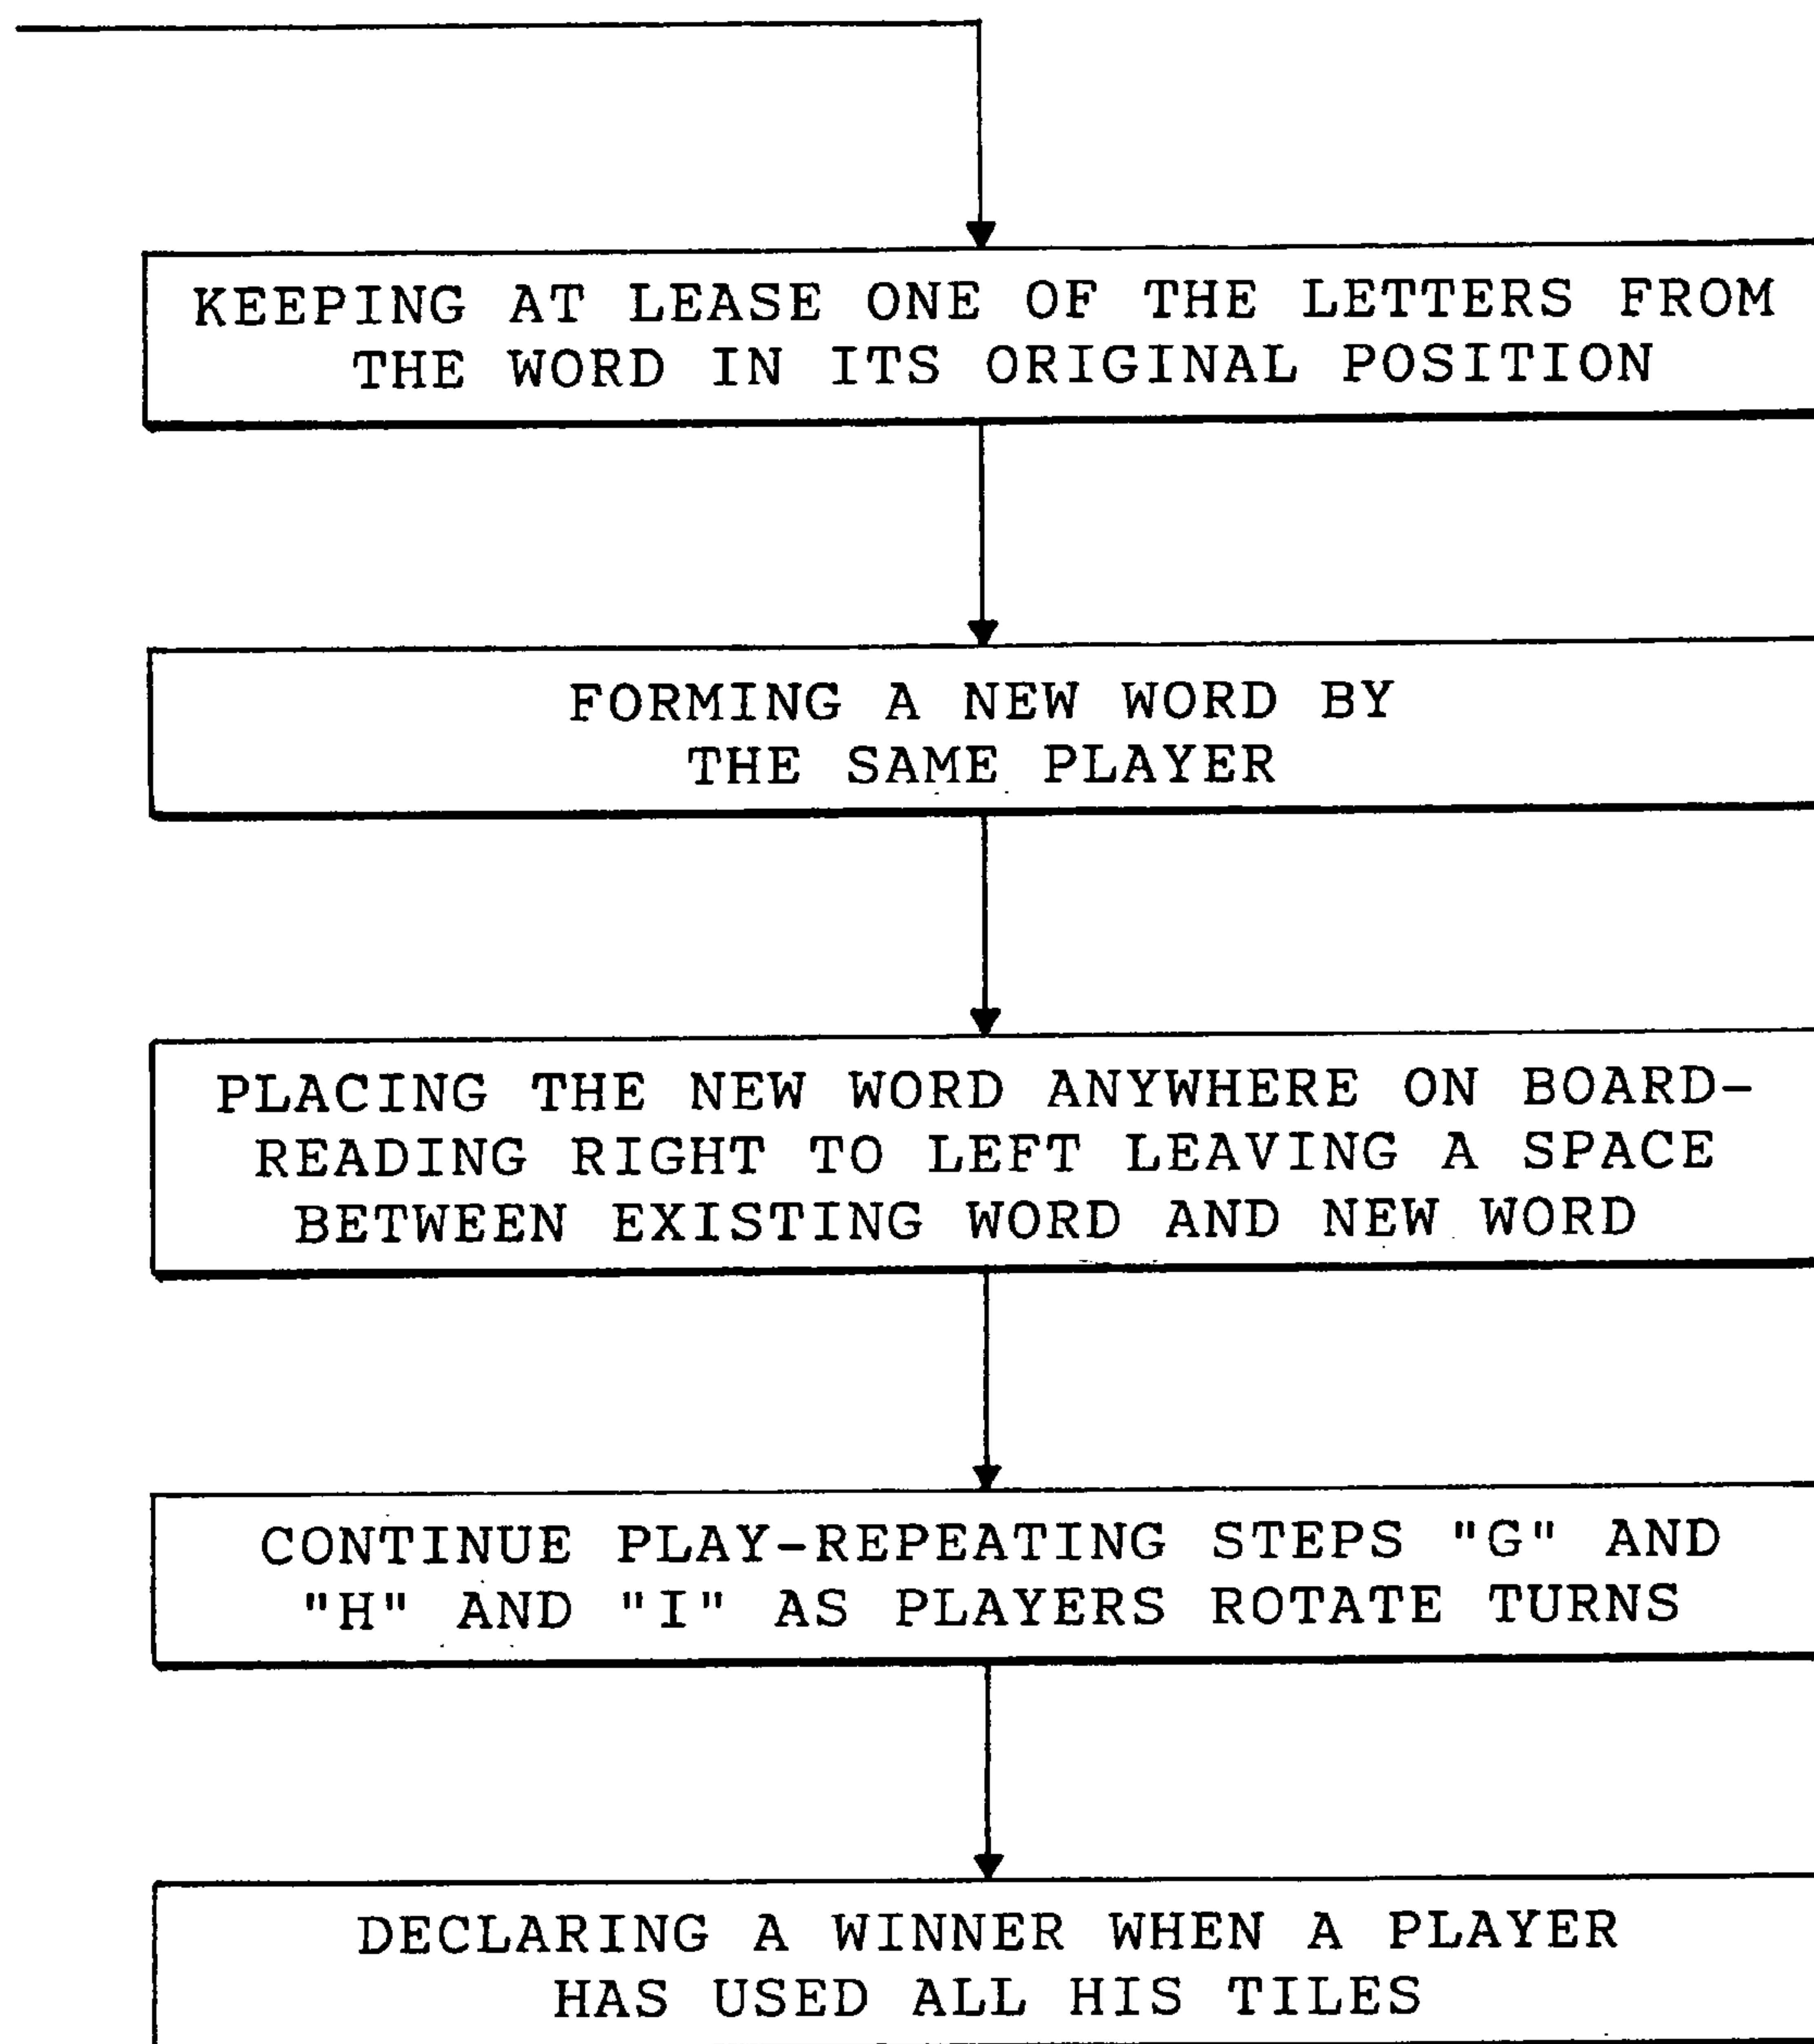 KEEPING AT LEASE ONE OF THE LETTERS FROM
THE WORD IN ITS ORIGINAL POSITION
FORMING A NEW WORD BY
THE SAME PLAYER
PLACING THE NEW WORD ANYWHERE ON BOARD-
READING RIGHT TO LEFT LEAVING A SPACE
BETWEEN EXISTING WORD AND NEW WORD
CONTINUE PLAY-REPEATING STEPS "G" AND
"H" AND "I" AS PLAYERS ROTATE TURNS
DECLARING A WINNER WHEN A PLAYER
HAS USED ALL HIS TILES